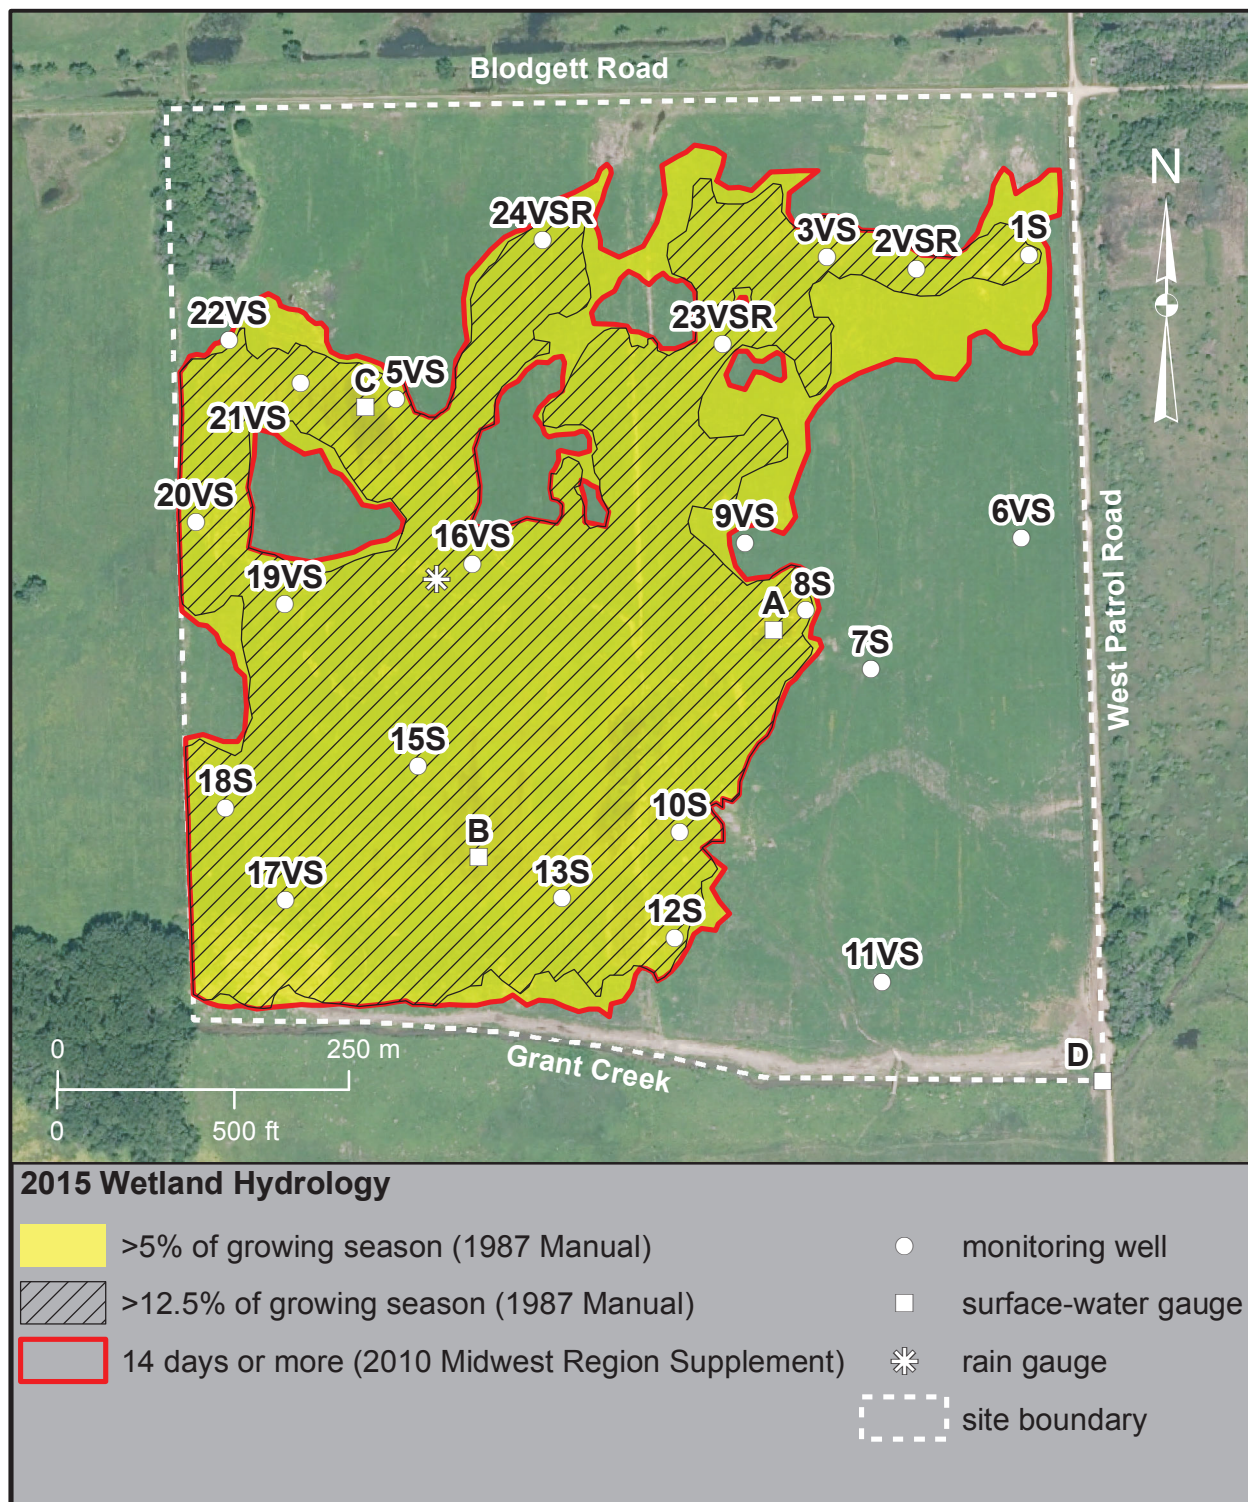 Blodgett Road
N
24VSR
3VS
2VSR
1S
22VS
23VSR
C
5VS
21VS
20VS
16VS
9VS
6VS
19VS
A
8S
7S
West Patrol Road
15S
18S
10S
B
13S
17VS
12S
11VS
0
250 m
Grant Creek
D
0
500 ft
2015 Wetland Hydrology
>5% of growing season (1987 Manual)
monitoring well
>12.5% of growing season (1987 Manual)
surface-water gauge
14 days or more (2010 Midwest Region Supplement)
rain gauge
site boundary